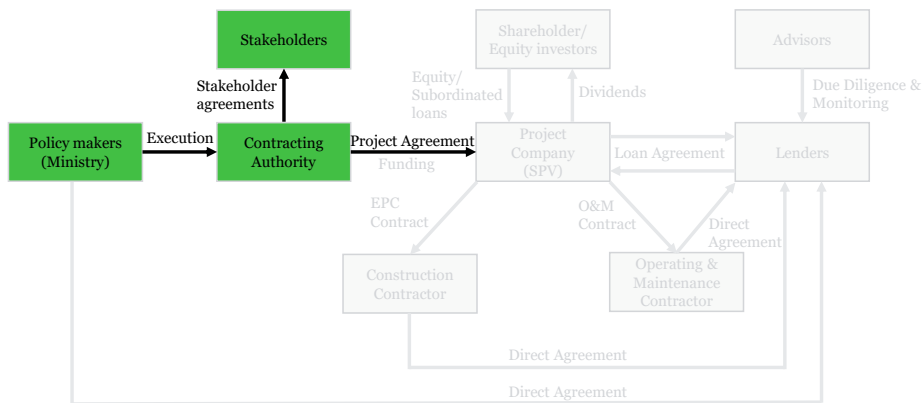 Stakeholders
Shareholder/
Equity investors
Advisors
Stakeholder
agreements
Equity/
Subordinated
loans
Dividends
Due Diligence &
Monitoring
Policy makers
(Ministry)
Execution
Contracting
Authority
Project Agreement
Funding
Project
Company
(SPV)
Loan Agreement
Lenders
EPC
Contract
O&M
Contract
Direct
Agreement
Construction
Contractor
Operating &
Maintenance
Contractor
Direct Agreement
Direct Agreement